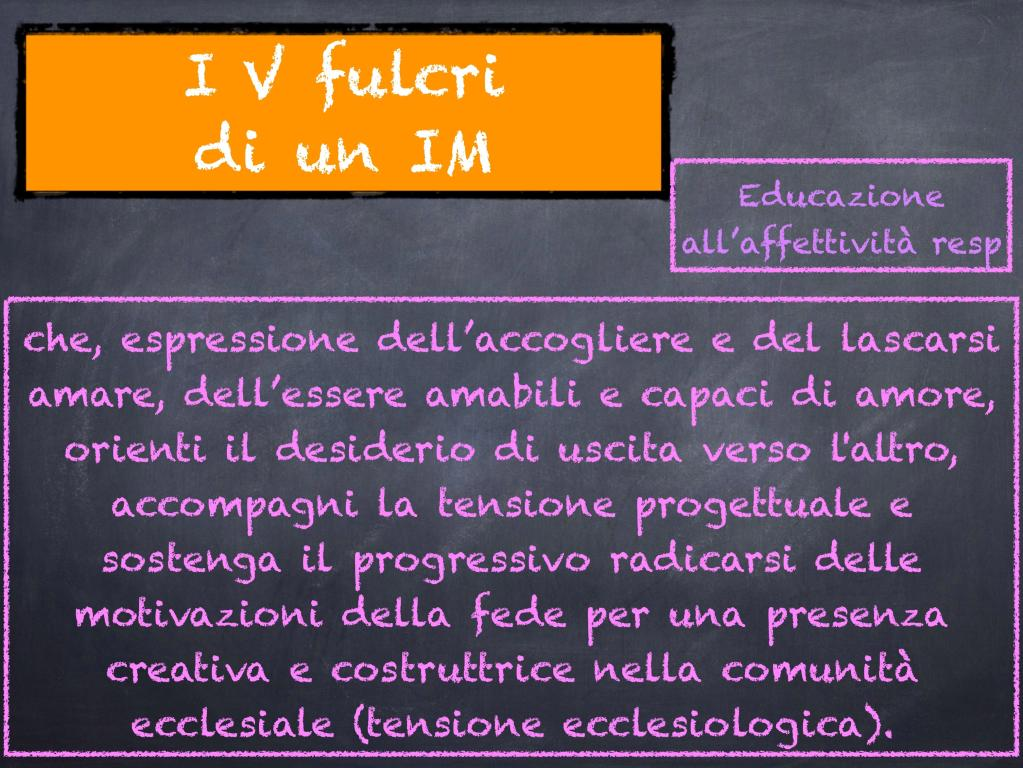 I V fulcri
di un IM
Educazione
all’affettività resp
che, espressione dell’accogliere e del lascarsi
amare, dell’essere amabili e capaci di amore,
orienti il desiderio di uscita verso l'altro,
accompagni la tensione progettuale e
sostenga il progressivo radicarsi delle
motivazioni della fede per una presenza
creativa e costruttrice nella comunità
ecclesiale (tensione ecclesiologica).